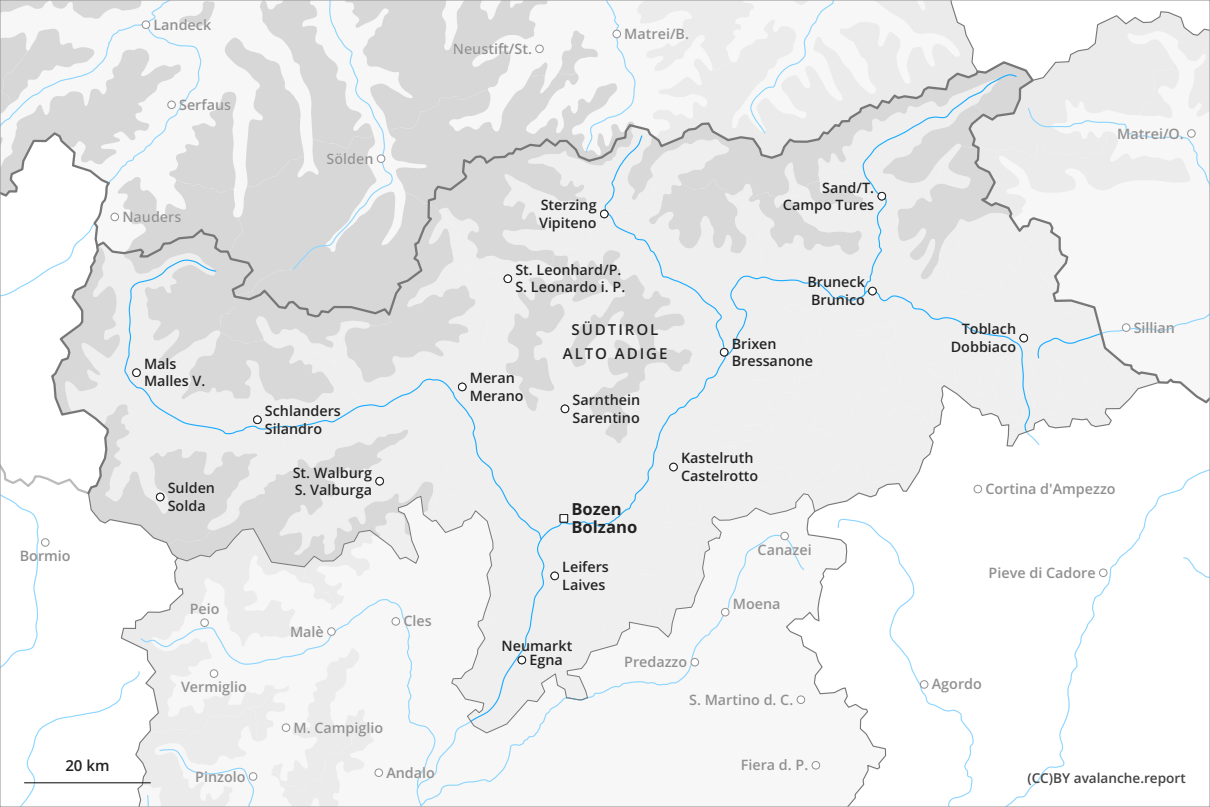 Landeck
Matrei/B.
Neustift/St.
Serfaus
Matrei/O.
Sölden
Sand/T.
Campo Tures
Nauders
Sterzing
Vipiteno
St. Leonhard/P.
S. Leonardo i. P.
Bruneck
Brunico
SÜDTIROL
ALTO ADIGE
Toblach
Dobbiaco
Sillian
Brixen
Bressanone
Mals
Malles V.
Meran
Merano
Sarnthein
Sarentino
Schlanders
Silandro
Kastelruth
Castelrotto
St. Walburg
S. Valburga
Sulden
Solda
Cortina d'Ampezzo
Bozen
Bolzano
Canazei
Bormio
Leifers
Laives
Pieve di Cadore
Peio
Moena
Malè
Cles
Neumarkt
Egna
Predazzo
Vermiglio
Agordo
S. Martino d. C.
M. Campiglio
Fiera d. P.
20 km
Pinzolo
Andalo
(CC)BY avalanche.report